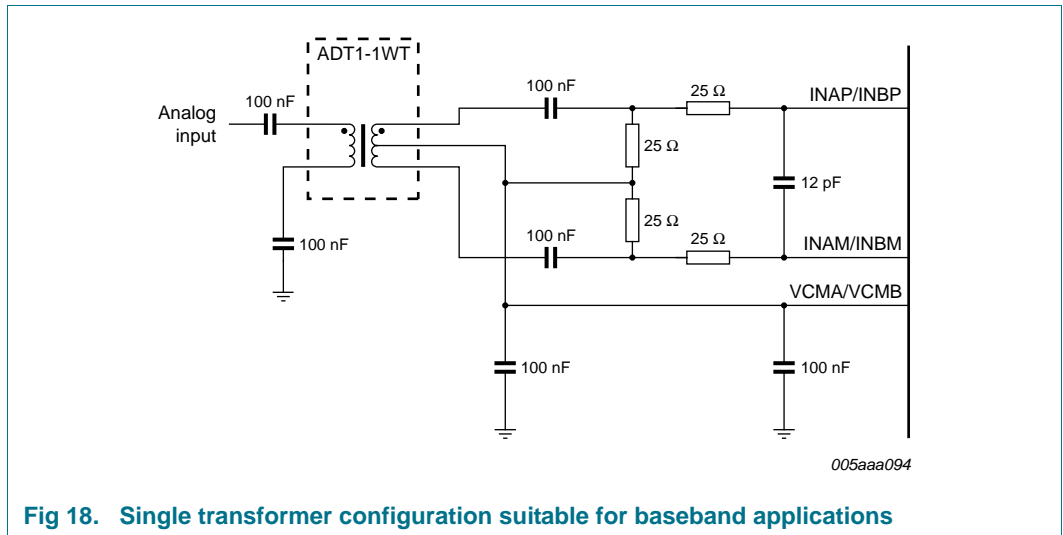 ADT1-1WT
100 nF
25 Ω
INAP/INBP
Analog
input
100 nF
25 Ω
12 pF
25 Ω
100 nF
100 nF
25 Ω
INAM/INBM
VCMA/VCMB
100 nF
100 nF
005aaa094
Fig 18. Single transformer configuration suitable for baseband applications